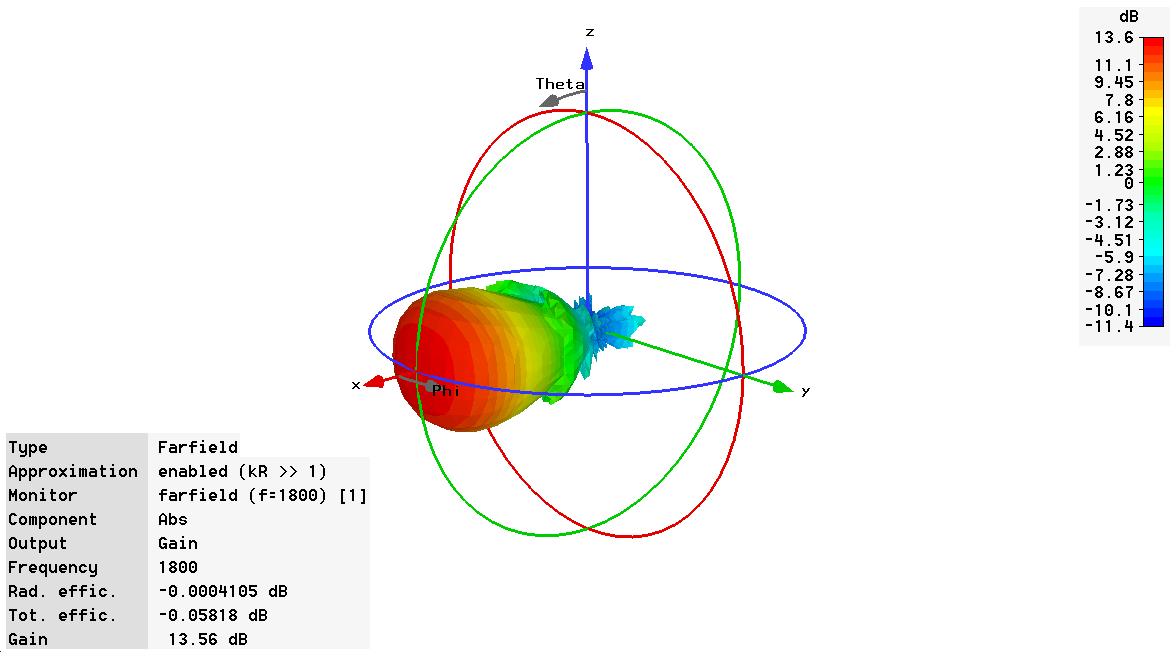 dB
13.6
11.1
9.45
7.8
6.16
4.52
2.88
1.23
0
-1.73
-3.12
-4.51
-5.9
-7.28
-8.67
-10.1
-11.4
z
Theta
x
Phi
y
Type Farfield
Approximation enabled (kR >> 1)
Monitor farfield (f=1800) [1]
Component Abs
Output Gain
Frequency 1800
Rad. effic. -0.0004105 dB
Tot. effic. -0.05818 dB
Gain 13.56 dB